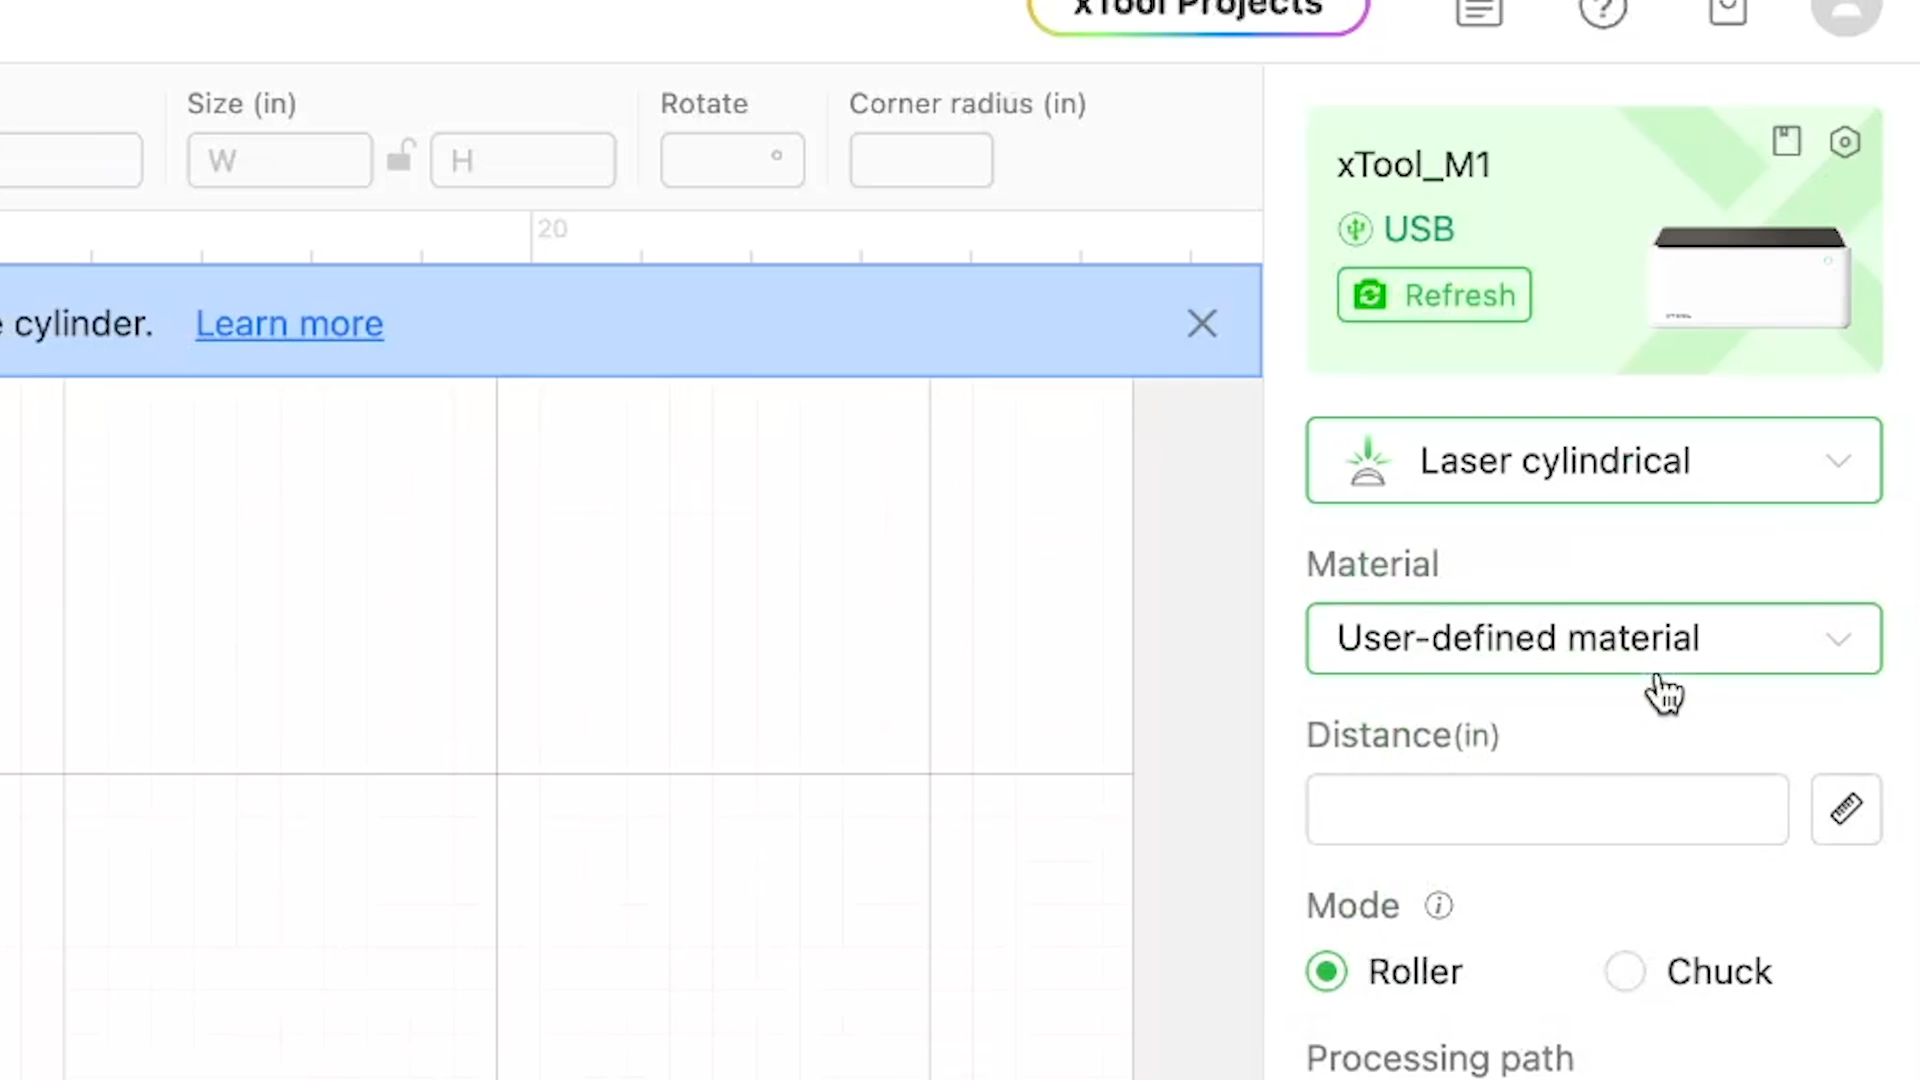 xTool Projects
Size (in)
Rotate
Corner radius (in)
W
H
°
20
cylinder.
Learn more
xTool_M1
USB
Refresh
Laser cylindrical
Material
User-defined material
Distance(in)
Mode
Roller
Chuck
Processing path